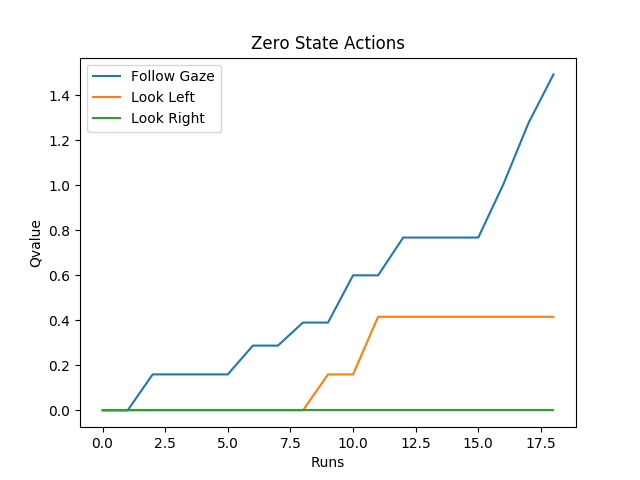 Zero State Actions
Follow Gaze
Look Left
Look Right
Qvalue
1.4
1.2
1.0
0.8
0.6
0.4
0.2
0.0
0.0 2.5 5.0 7.5 10.0 12.5 15.0 17.5
Runs